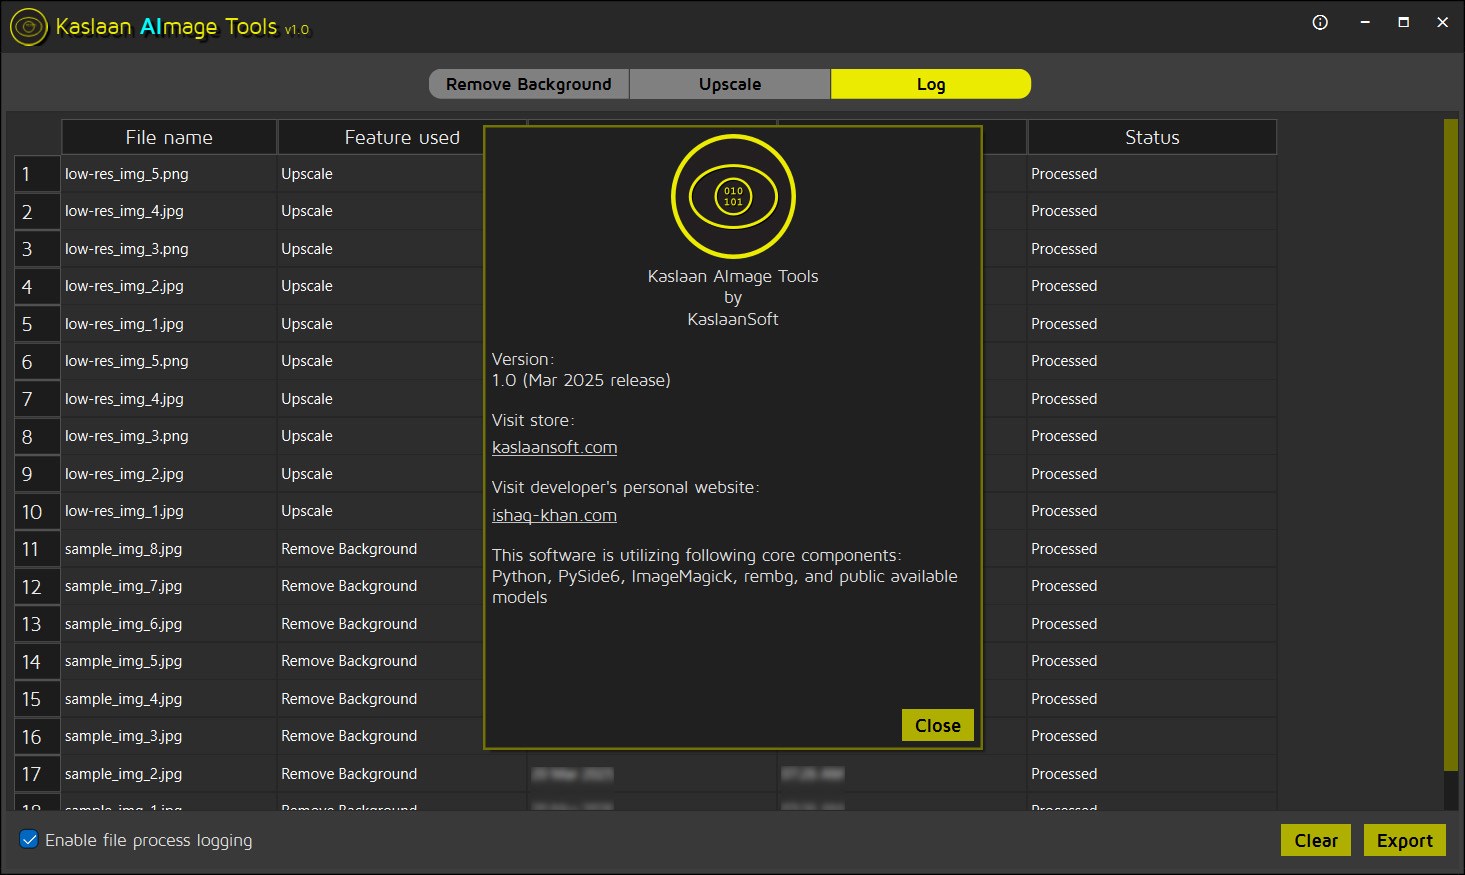 Kaslaan AImage Tools v1.0
Remove Background Upscale Log
File name Feature used Status
1 low-res_img_5.png Upscale Processed
2 low-res_img_4.jpg Upscale Processed
3 low-res_img_3.png Upscale Processed
4 low-res_img_2.jpg Upscale Processed
5 low-res_img_1.jpg Upscale Processed
6 low-res_img_5.png Upscale Processed
7 low-res_img_4.jpg Upscale Processed
8 low-res_img_3.png Upscale Processed
9 low-res_img_2.jpg Upscale Processed
10 low-res_img_1.jpg Upscale Processed
11 sample_img_8.jpg Remove Background Processed
12 sample_img_7.jpg Remove Background Processed
13 sample_img_6.jpg Remove Background Processed
14 sample_img_5.jpg Remove Background Processed
15 sample_img_4.jpg Remove Background Processed
16 sample_img_3.jpg Remove Background Processed
17 sample_img_2.jpg Remove Background Processed
18 sample_img_1.jpg Remove Background Processed
010
101
Kaslaan AImage Tools
by
KaslaanSoft
Version:
1.0 (Mar 2025 release)
Visit store:
kaslaansoft.com
Visit developer's personal website:
ishaq-khan.com
This software is utilizing following core components:
Python, PySide6, ImageMagick, rembg, and public available
models
Close
Enable file process logging
Clear Export